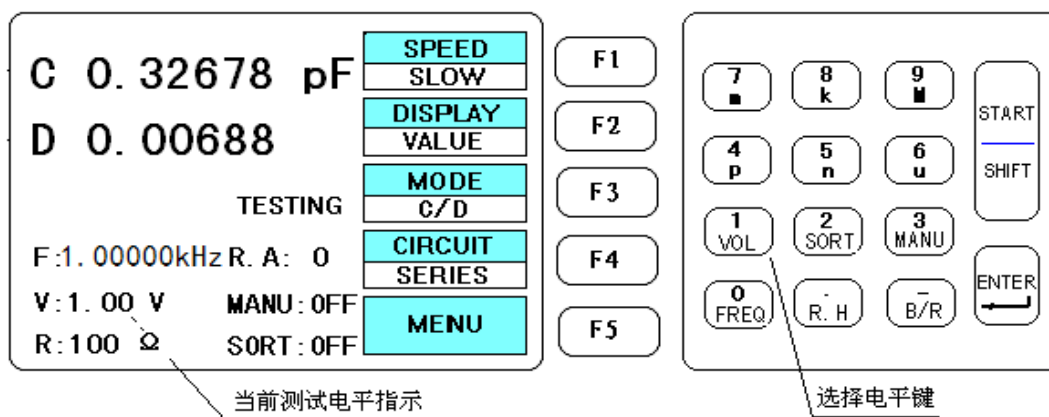 C 0.32678 pF
D 0.00688
TESTING
F:1.00000kHz R.A: 0
V:1.00 V MANU:OFF
R:100 Ω SORT:OFF
SPEED
SLOW
DISPLAY
VALUE
MODE
C/D
CIRCUIT
SERIES
MENU
F1
F2
F3
F4
F5
7
m
8
k
9
M
4
p
5
n
6
u
1
VOL
2
SORT
3
MANU
0
FREQ
.
R.H
-
B/R
START
SHIFT
ENTER
当前测试电平指示
选择电平键